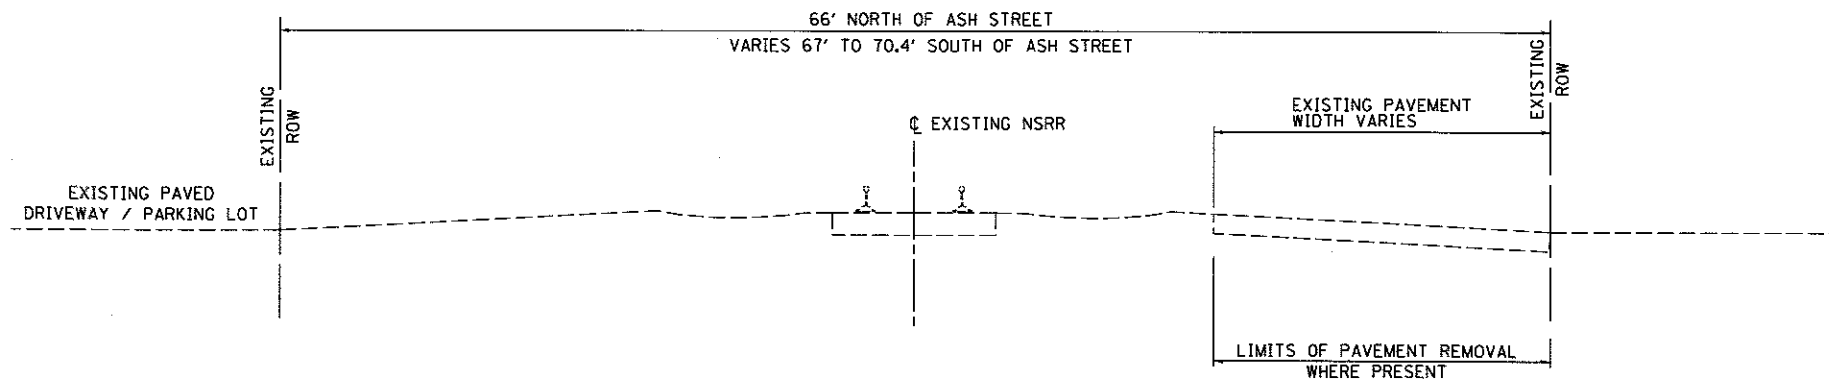 66' NORTH OF ASH STREET
VARIES 67' TO 70.4' SOUTH OF ASH STREET
EXISTING
ROW
EXISTING
ROW
EXISTING PAVEMENT
WIDTH VARIES
℄ EXISTING NSRR
EXISTING PAVED
DRIVEWAY / PARKING LOT
LIMITS OF PAVEMENT REMOVAL
WHERE PRESENT